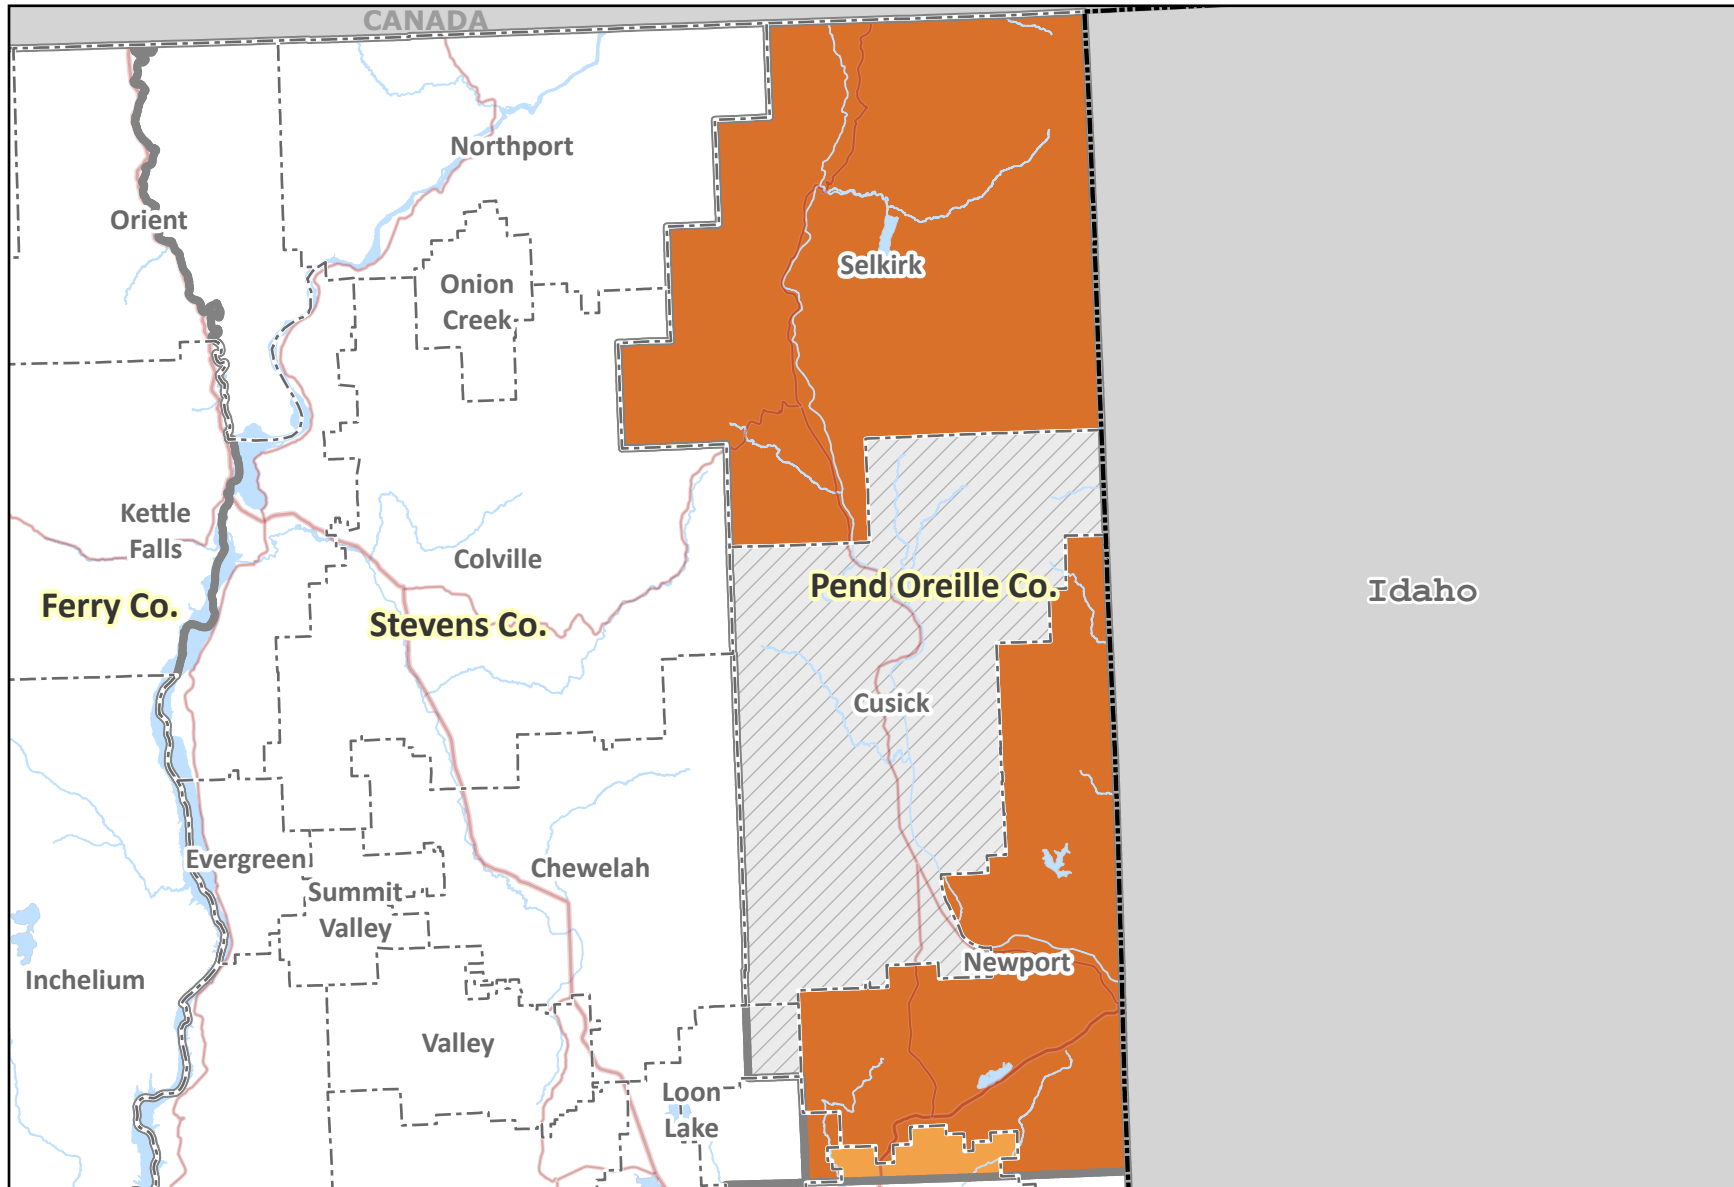 CANADA
Northport
Orient
Selkirk
Onion
Creek
Kettle
Falls
Colville
Pend Oreille Co.
Idaho
Ferry Co.
Stevens Co.
Cusick
Evergreen
Chewelah
Summit
Valley
Newport
Inchelium
Valley
Loon
Lake